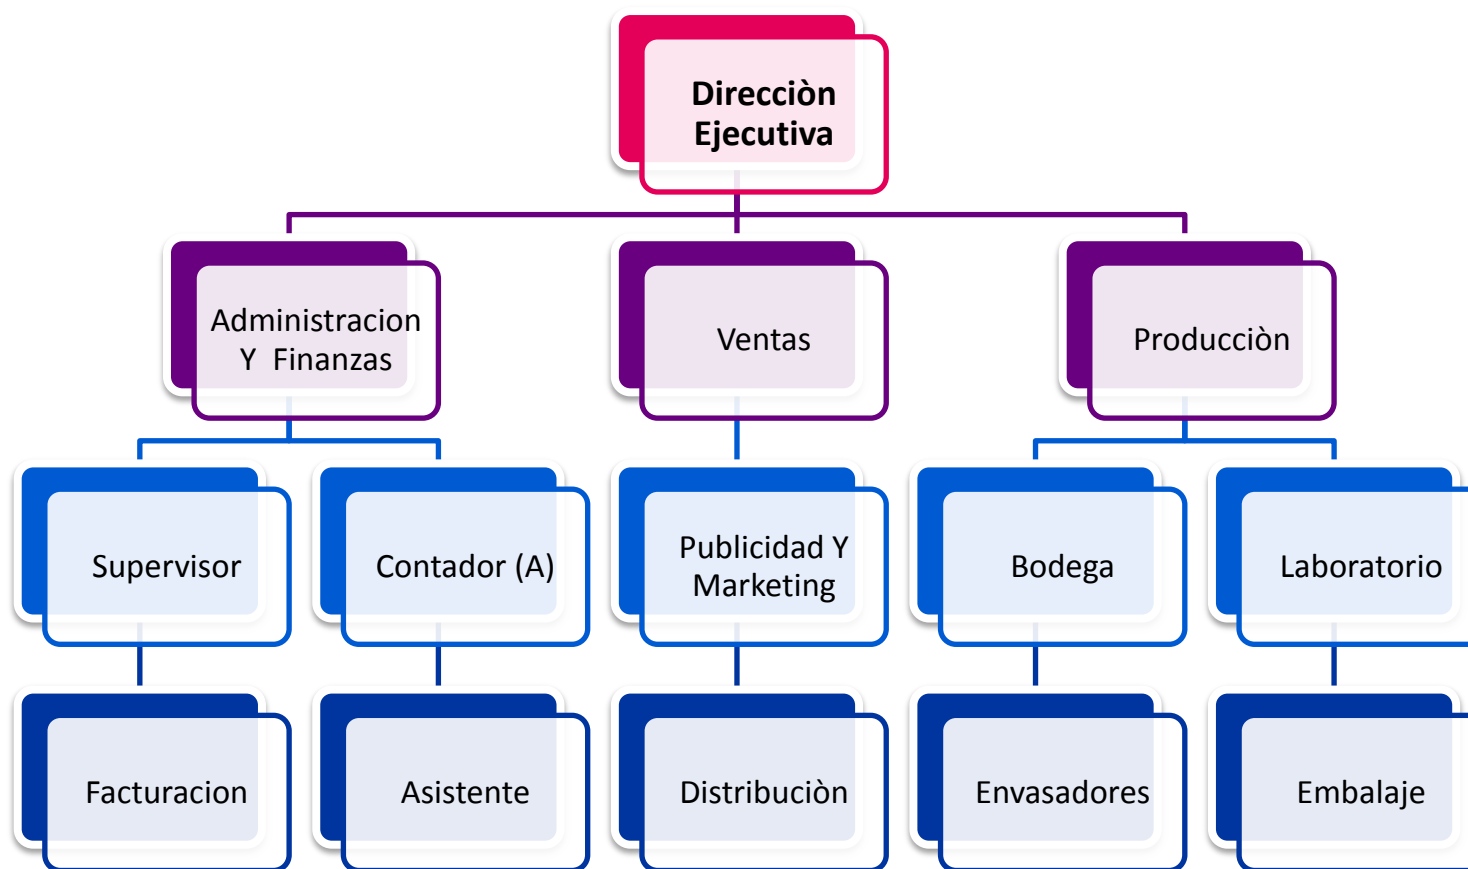 Direcciòn
Ejecutiva
Administracion
Y  Finanzas
Ventas
Producciòn
Supervisor
Contador (A)
Publicidad Y
Marketing
Bodega
Laboratorio
Facturacion
Asistente
Distribuciòn
Envasadores
Embalaje